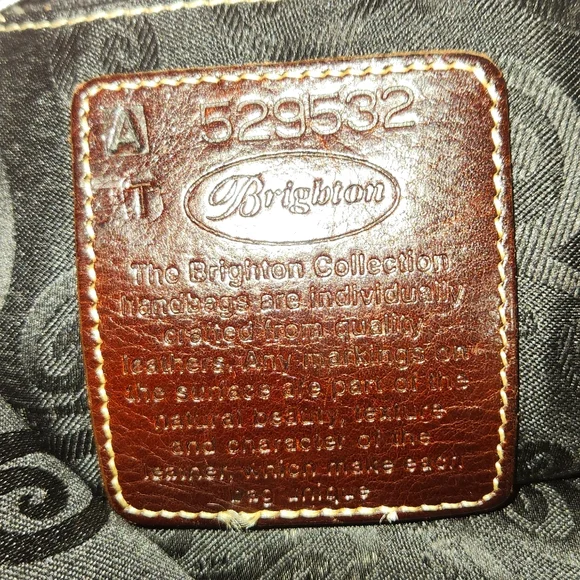 A 529532
T
Brighton
The Brighton Collection
handbags are individually
crafted from quality
leathers. Any markings on
the surface are part of the
natural beauty, texture
and character of the
leather, which make each
bag unique